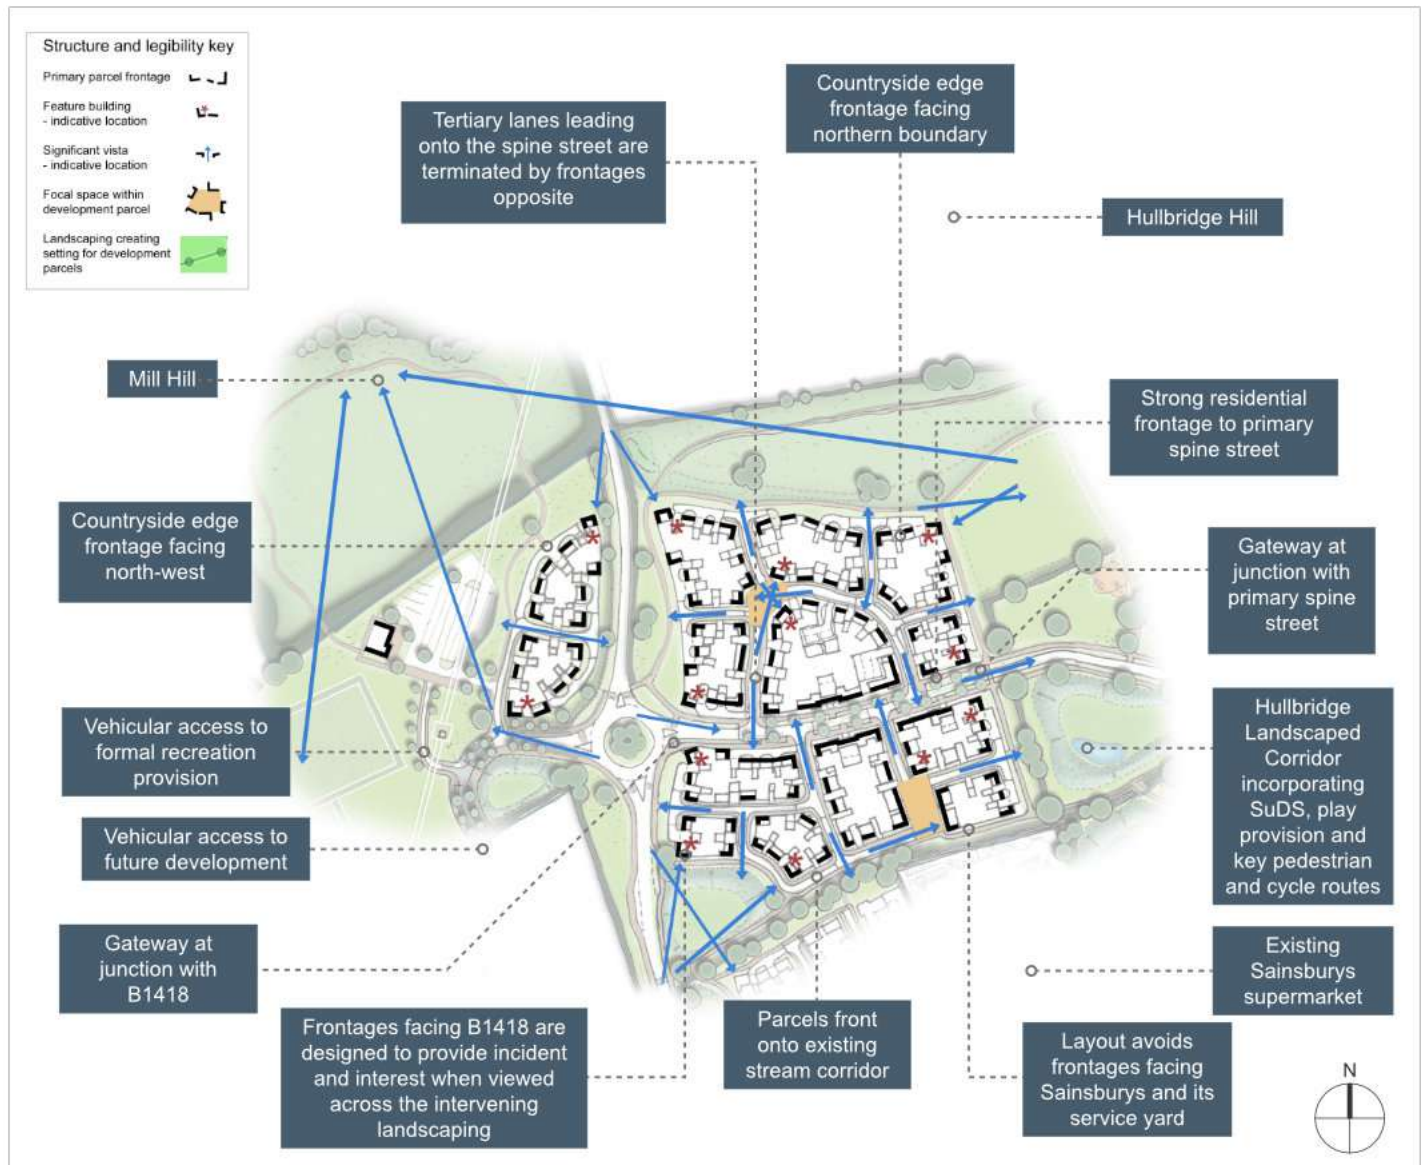 Structure and legibility key
Primary parcel frontage
Feature building
- indicative location
Significant vista
- indicative location
Focal space within
development parcel
Landscaping creating
setting for development
parcels
Tertiary lanes leading
onto the spine street are
terminated by frontages
opposite
Countryside edge
frontage facing
northern boundary
Hullbridge Hill
Mill Hill
Strong residential
frontage to primary
spine street
Countryside edge
frontage facing
north-west
Gateway at
junction with
primary spine
street
Vehicular access to
formal recreation
provision
Hullbridge
Landscaped
Corridor
incorporating
SuDS, play
provision and
key pedestrian
and cycle routes
Vehicular access to
future development
Gateway at
junction with
B1418
Existing
Sainsburys
supermarket
Frontages facing B1418 are
designed to provide incident
and interest when viewed
across the intervening
landscaping
Parcels front
onto existing
stream corridor
Layout avoids
frontages facing
Sainsburys and its
service yard
N